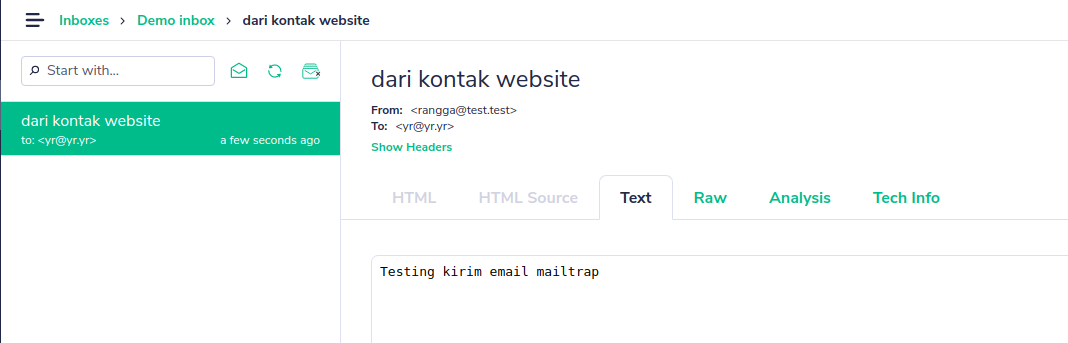 Inboxes > Demo inbox > dari kontak website
Start with...
dari kontak website
to: <yr@yr.yr> a few seconds ago
dari kontak website
From: <rangga@test.test>
To: <yr@yr.yr>
Show Headers
HTML HTML Source Text Raw Analysis Tech Info
Testing kirim email mailtrap